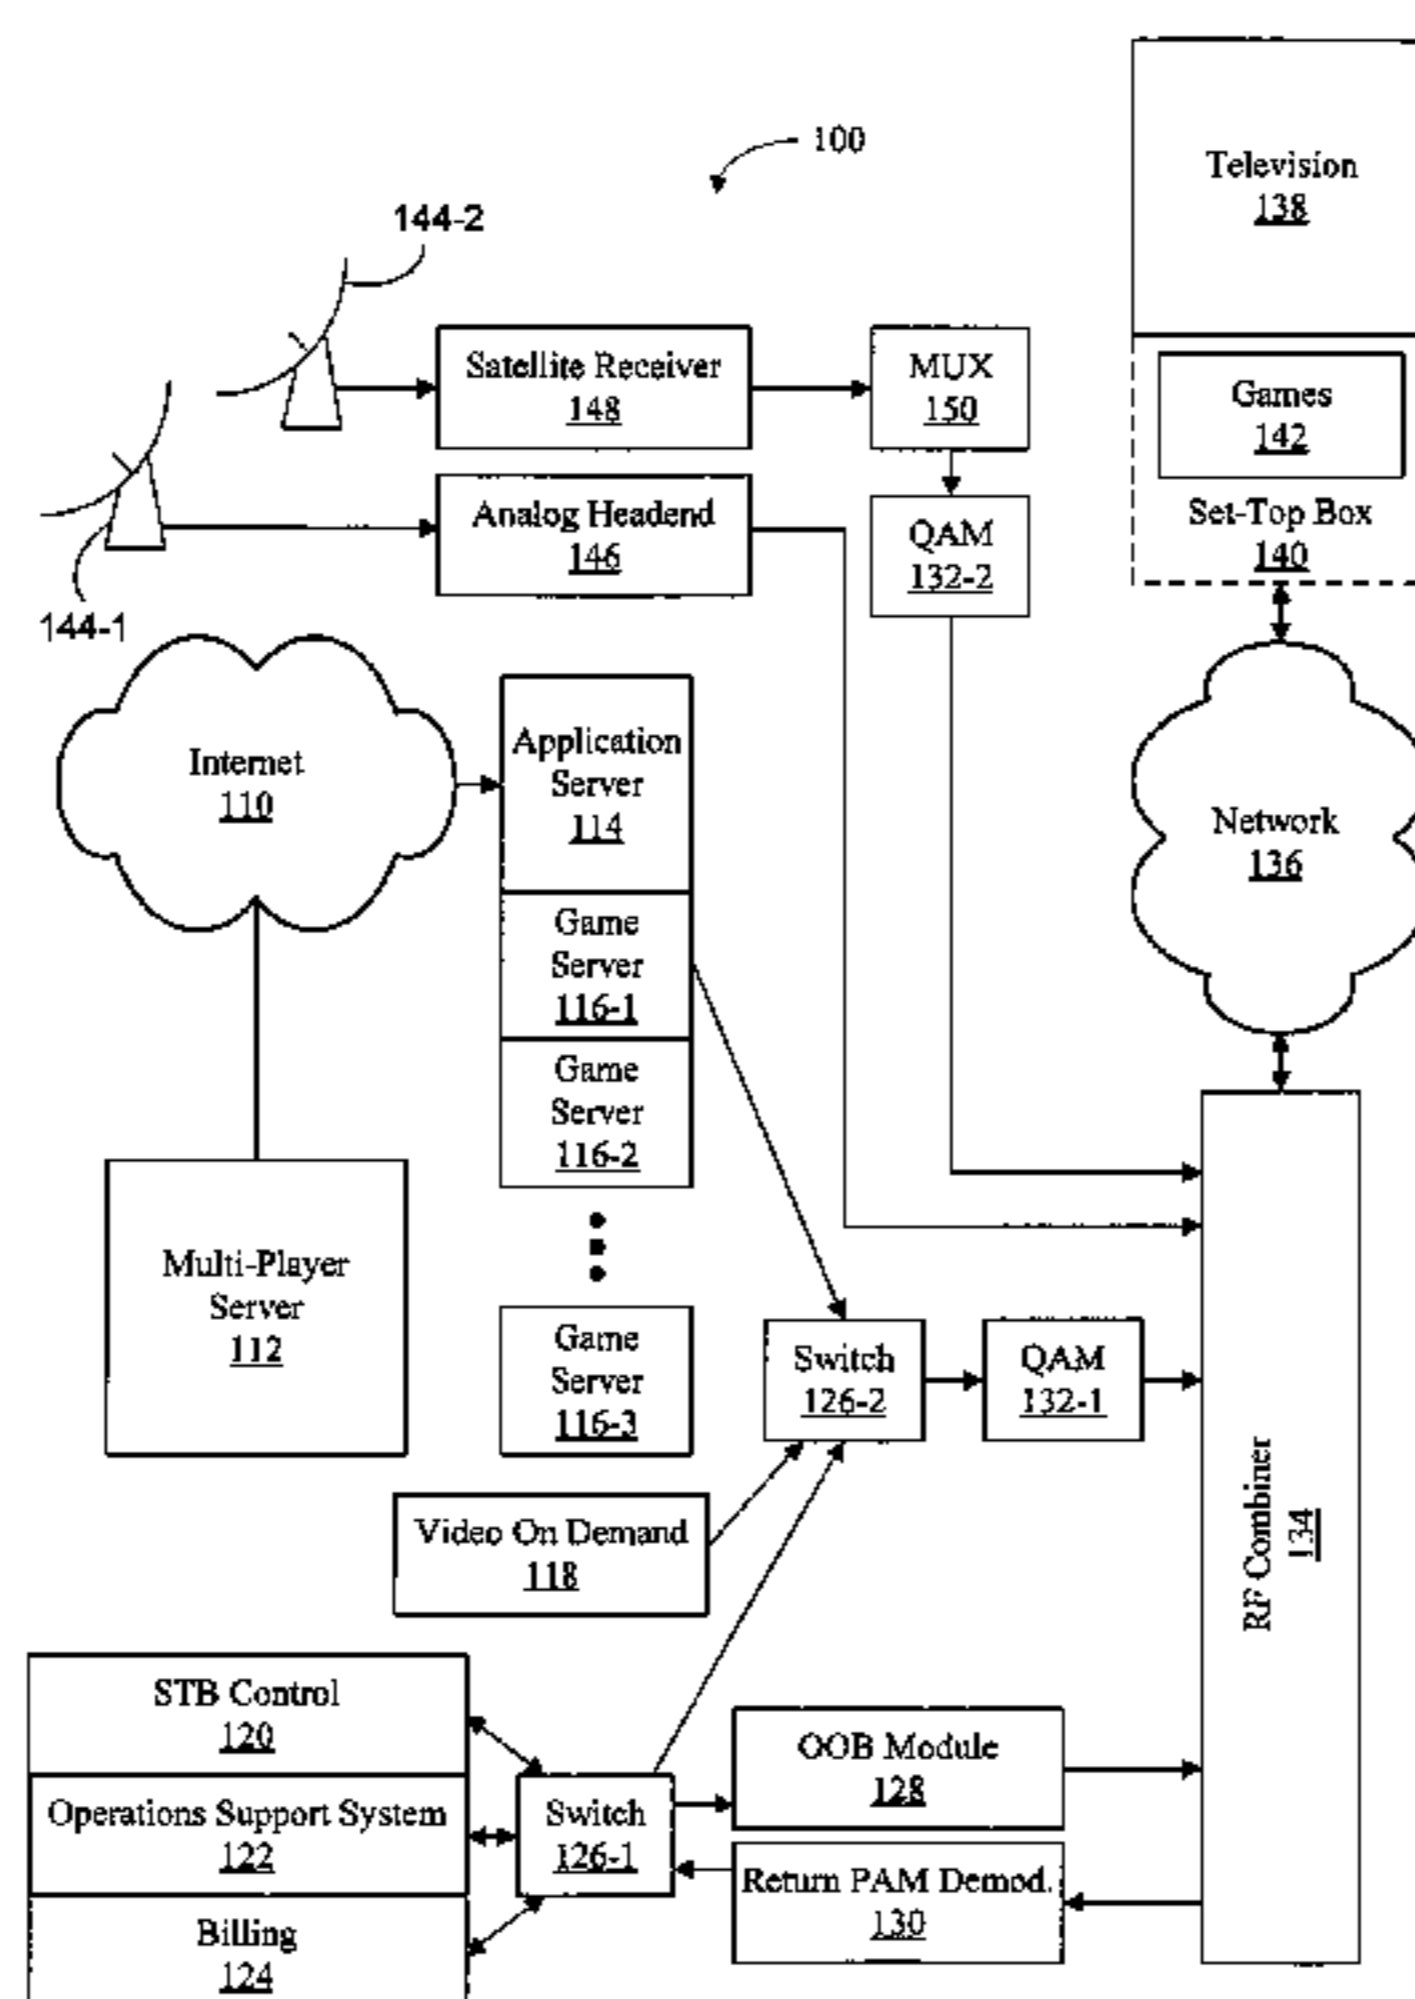 100
Television
138
144-2
Satellite Receiver
148
MUX
150
Games
142
Analog Headend
146
QAM
132-2
Set-Top Box
140
144-1
Internet
110
Application
Server
114
Network
136
Game
Server
116-1
Game
Server
116-2
Multi-Player
Server
112
Game
Server
116-3
Switch
126-2
QAM
132-1
RF Combiner
134
Video On Demand
118
STB Control
120
OOB Module
128
Operations Support System
122
Switch
126-1
Return PAM Demod.
130
Billing
124